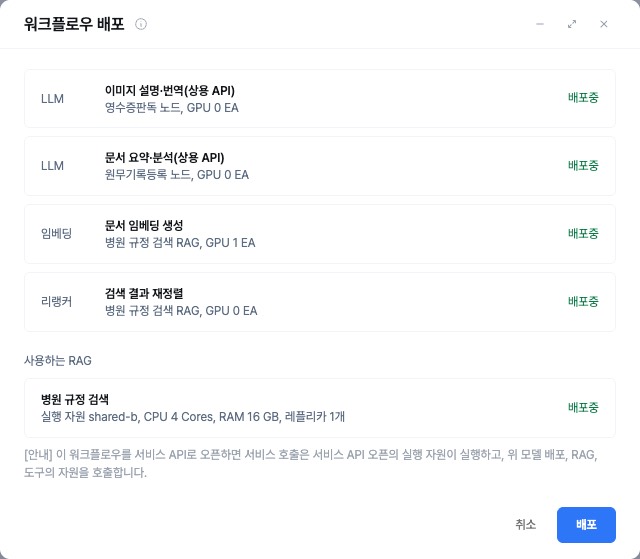 워크플로우 배포
LLM
이미지 설명·번역(상용 API)
영수증판독 노드, GPU 0 EA
배포중
LLM
문서 요약·분석(상용 API)
원무기록등록 노드, GPU 0 EA
배포중
임베딩
문서 임베딩 생성
병원 규정 검색 RAG, GPU 1 EA
배포중
리랭커
검색 결과 재정렬
병원 규정 검색 RAG, GPU 0 EA
배포중
사용하는 RAG
병원 규정 검색
실행 자원 shared-b, CPU 4 Cores, RAM 16 GB, 레플리카 1개
배포중
[안내] 이 워크플로우를 서비스 API로 오픈하면 서비스 호출은 서비스 API 오픈의 실행 자원이 실행하고, 위 모델 배포, RAG,
도구의 자원을 호출합니다.
취소
배포